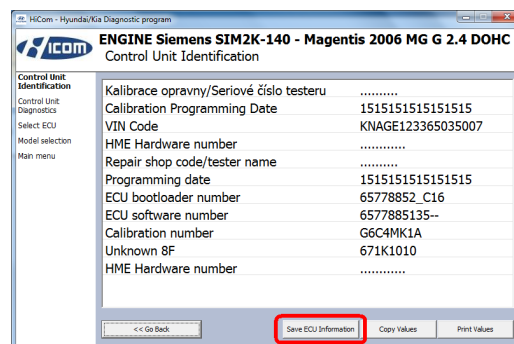 HiCom - Hyundai/Kia Diagnostic program
HICOM
ENGINE Siemens SIM2K-140 - Magentis 2006 MG G 2.4 DOHC
Control Unit Identification
Control Unit
Identification
Control Unit
Diagnostics
Select ECU
Model selection
Main menu
Kalibrace opravny/Seriové číslo testeru ..........
Calibration Programming Date 1515151515151515
VIN Code KNAGE123365035007
HME Hardware number ............
Repair shop code/tester name ..........
Programming date 1515151515151515
ECU bootloader number 65778852_C16
ECU software number 6577885135--
Calibration number G6C4MK1A
Unknown 8F 671K1010
HME Hardware number ............
<< Go Back Save ECU Information Copy Values Print Values